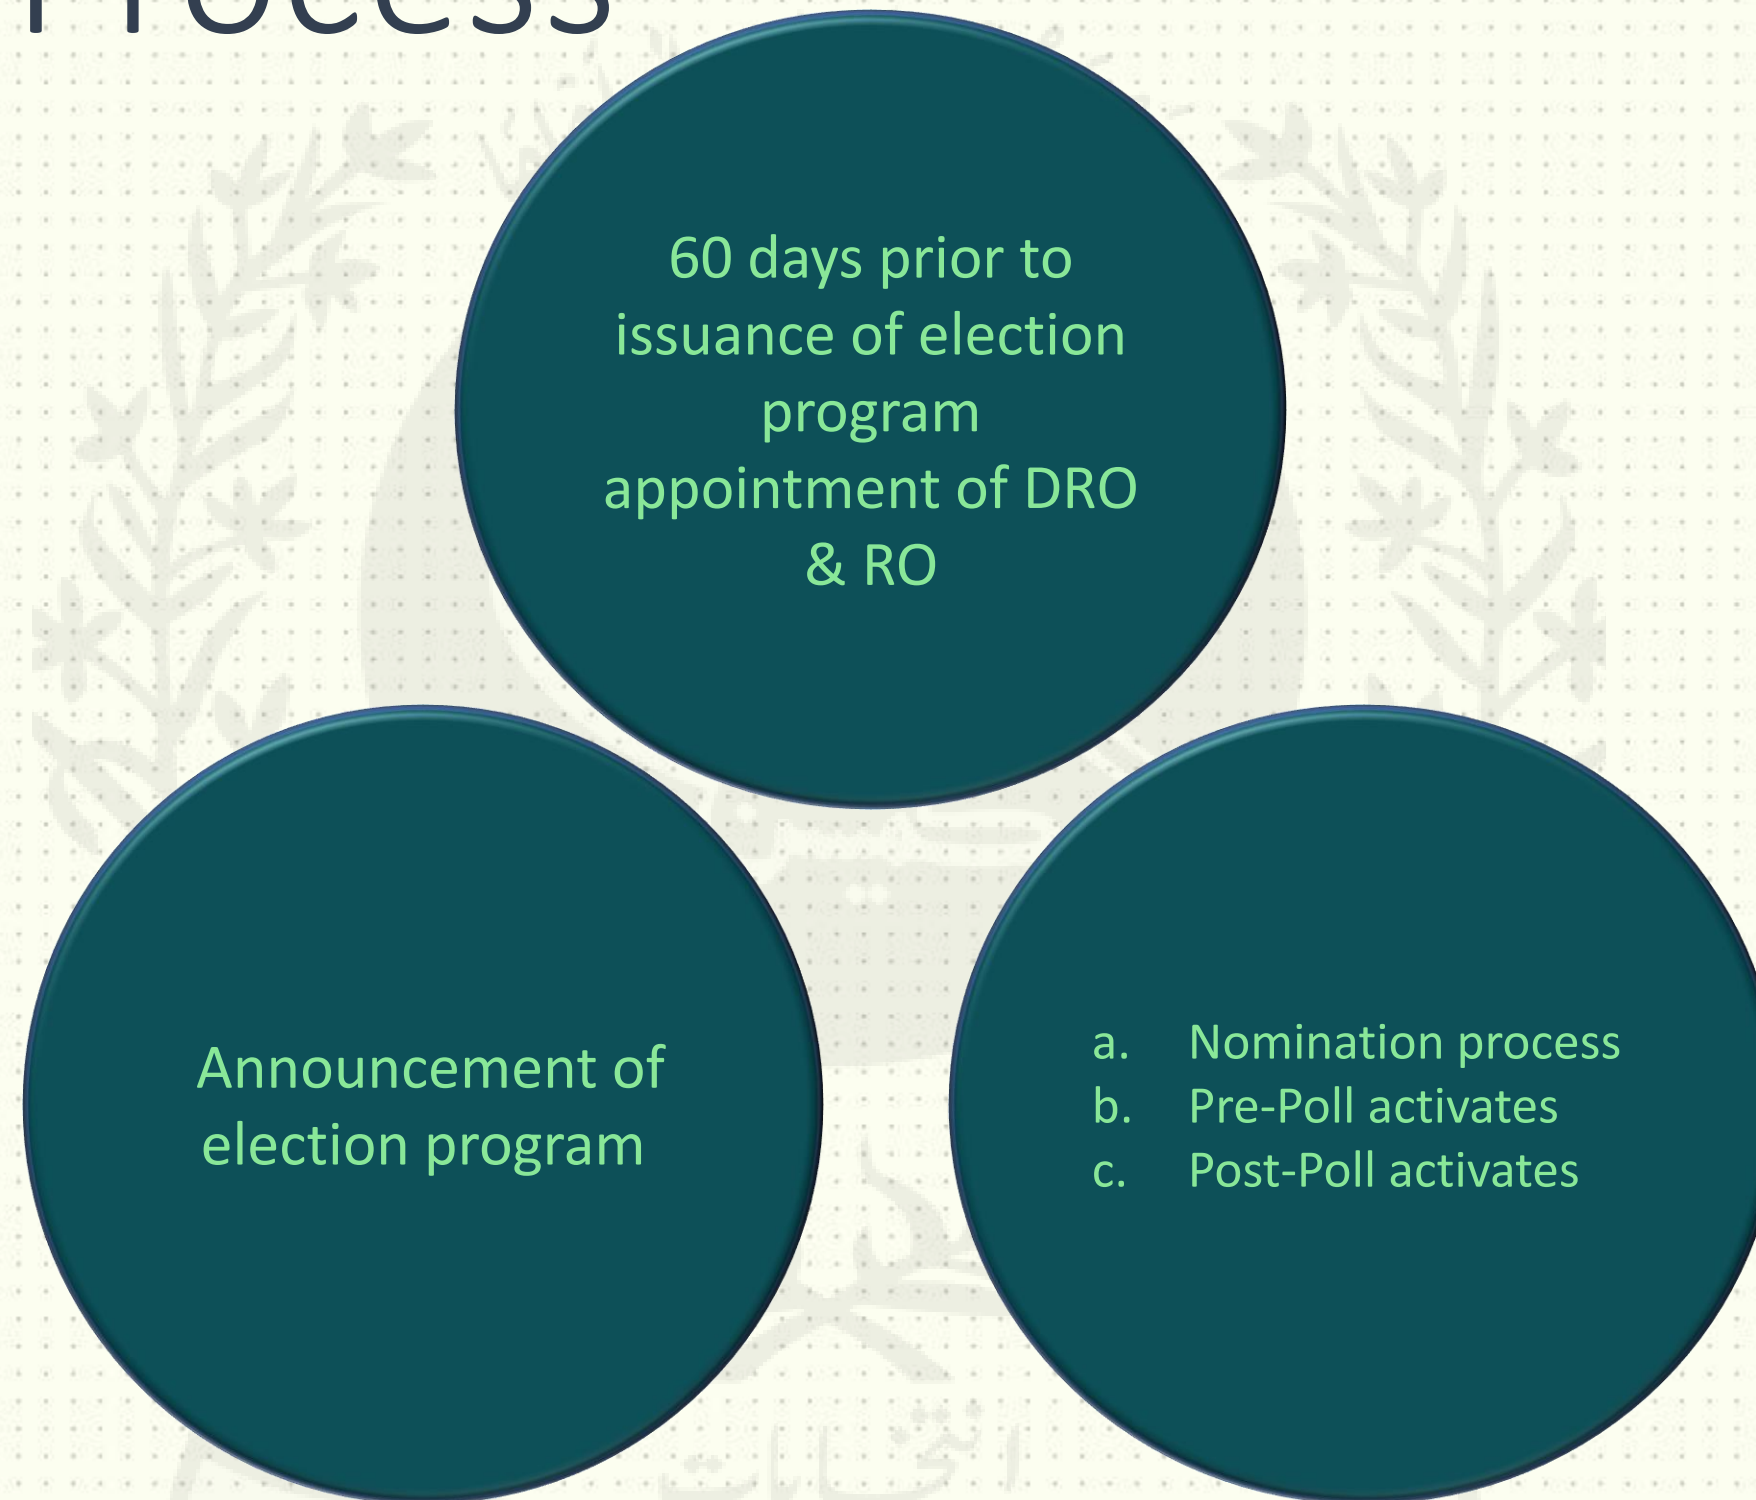 Process
60 days prior to
issuance of election
program
appointment of DRO
& RO
Announcement of
election program
a. Nomination process
b. Pre-Poll activates
c. Post-Poll activates